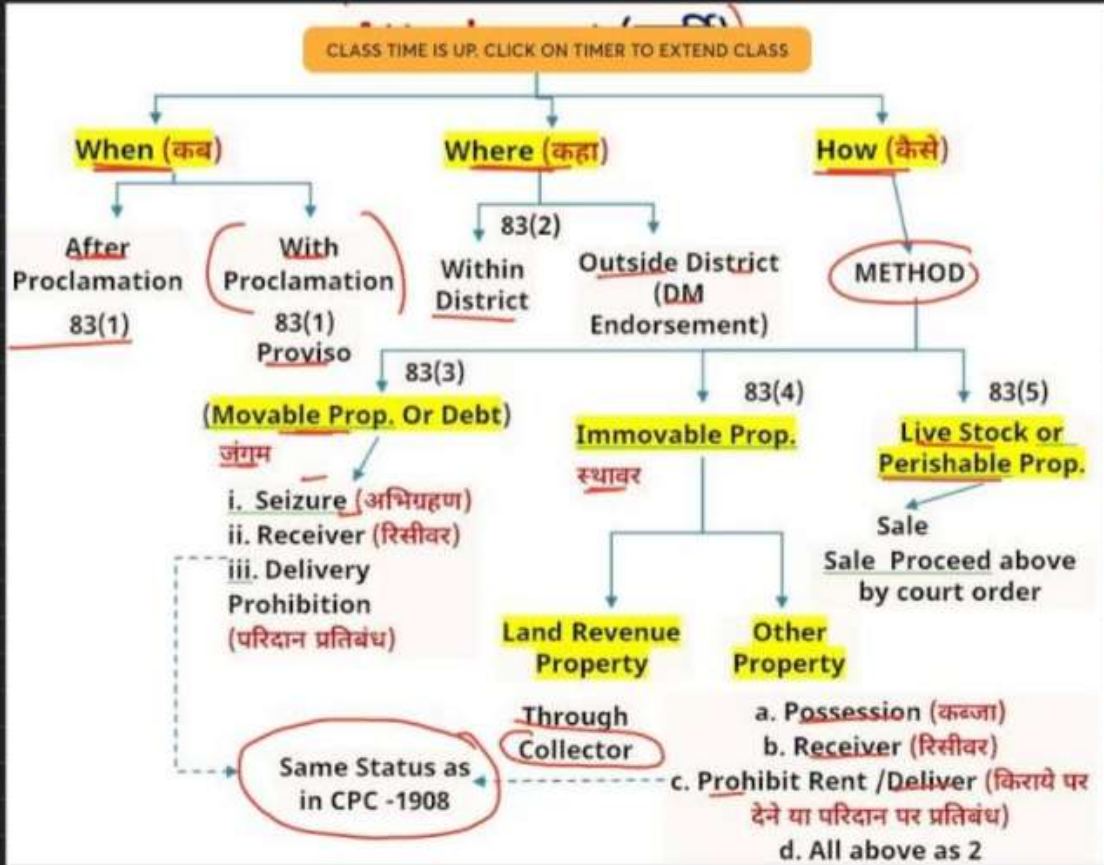 CLASS TIME IS UP. CLICK ON TIMER TO EXTEND CLASS
When (कब)
Where (कहा)
How (कैसे)
After
Proclamation
83(1)
With
Proclamation
83(1)
Proviso
83(2)
Within
District
Outside District
(DM
Endorsement)
METHOD
83(3)
(Movable Prop. Or Debt)
जंगम
i. Seizure (अभिग्रहण)
ii. Receiver (रिसीवर)
iii. Delivery
Prohibition
(परिदान प्रतिबंध)
83(4)
Immovable Prop.
स्थावर
83(5)
Live Stock or
Perishable Prop.
Sale
Sale Proceed above
by court order
Land Revenue
Property
Through
Collector
Other
Property
a. Possession (कब्जा)
b. Receiver (रिसीवर)
c. Prohibit Rent /Deliver (किराये पर
देने या परिदान पर प्रतिबंध)
d. All above as 2
Same Status as
in CPC -1908